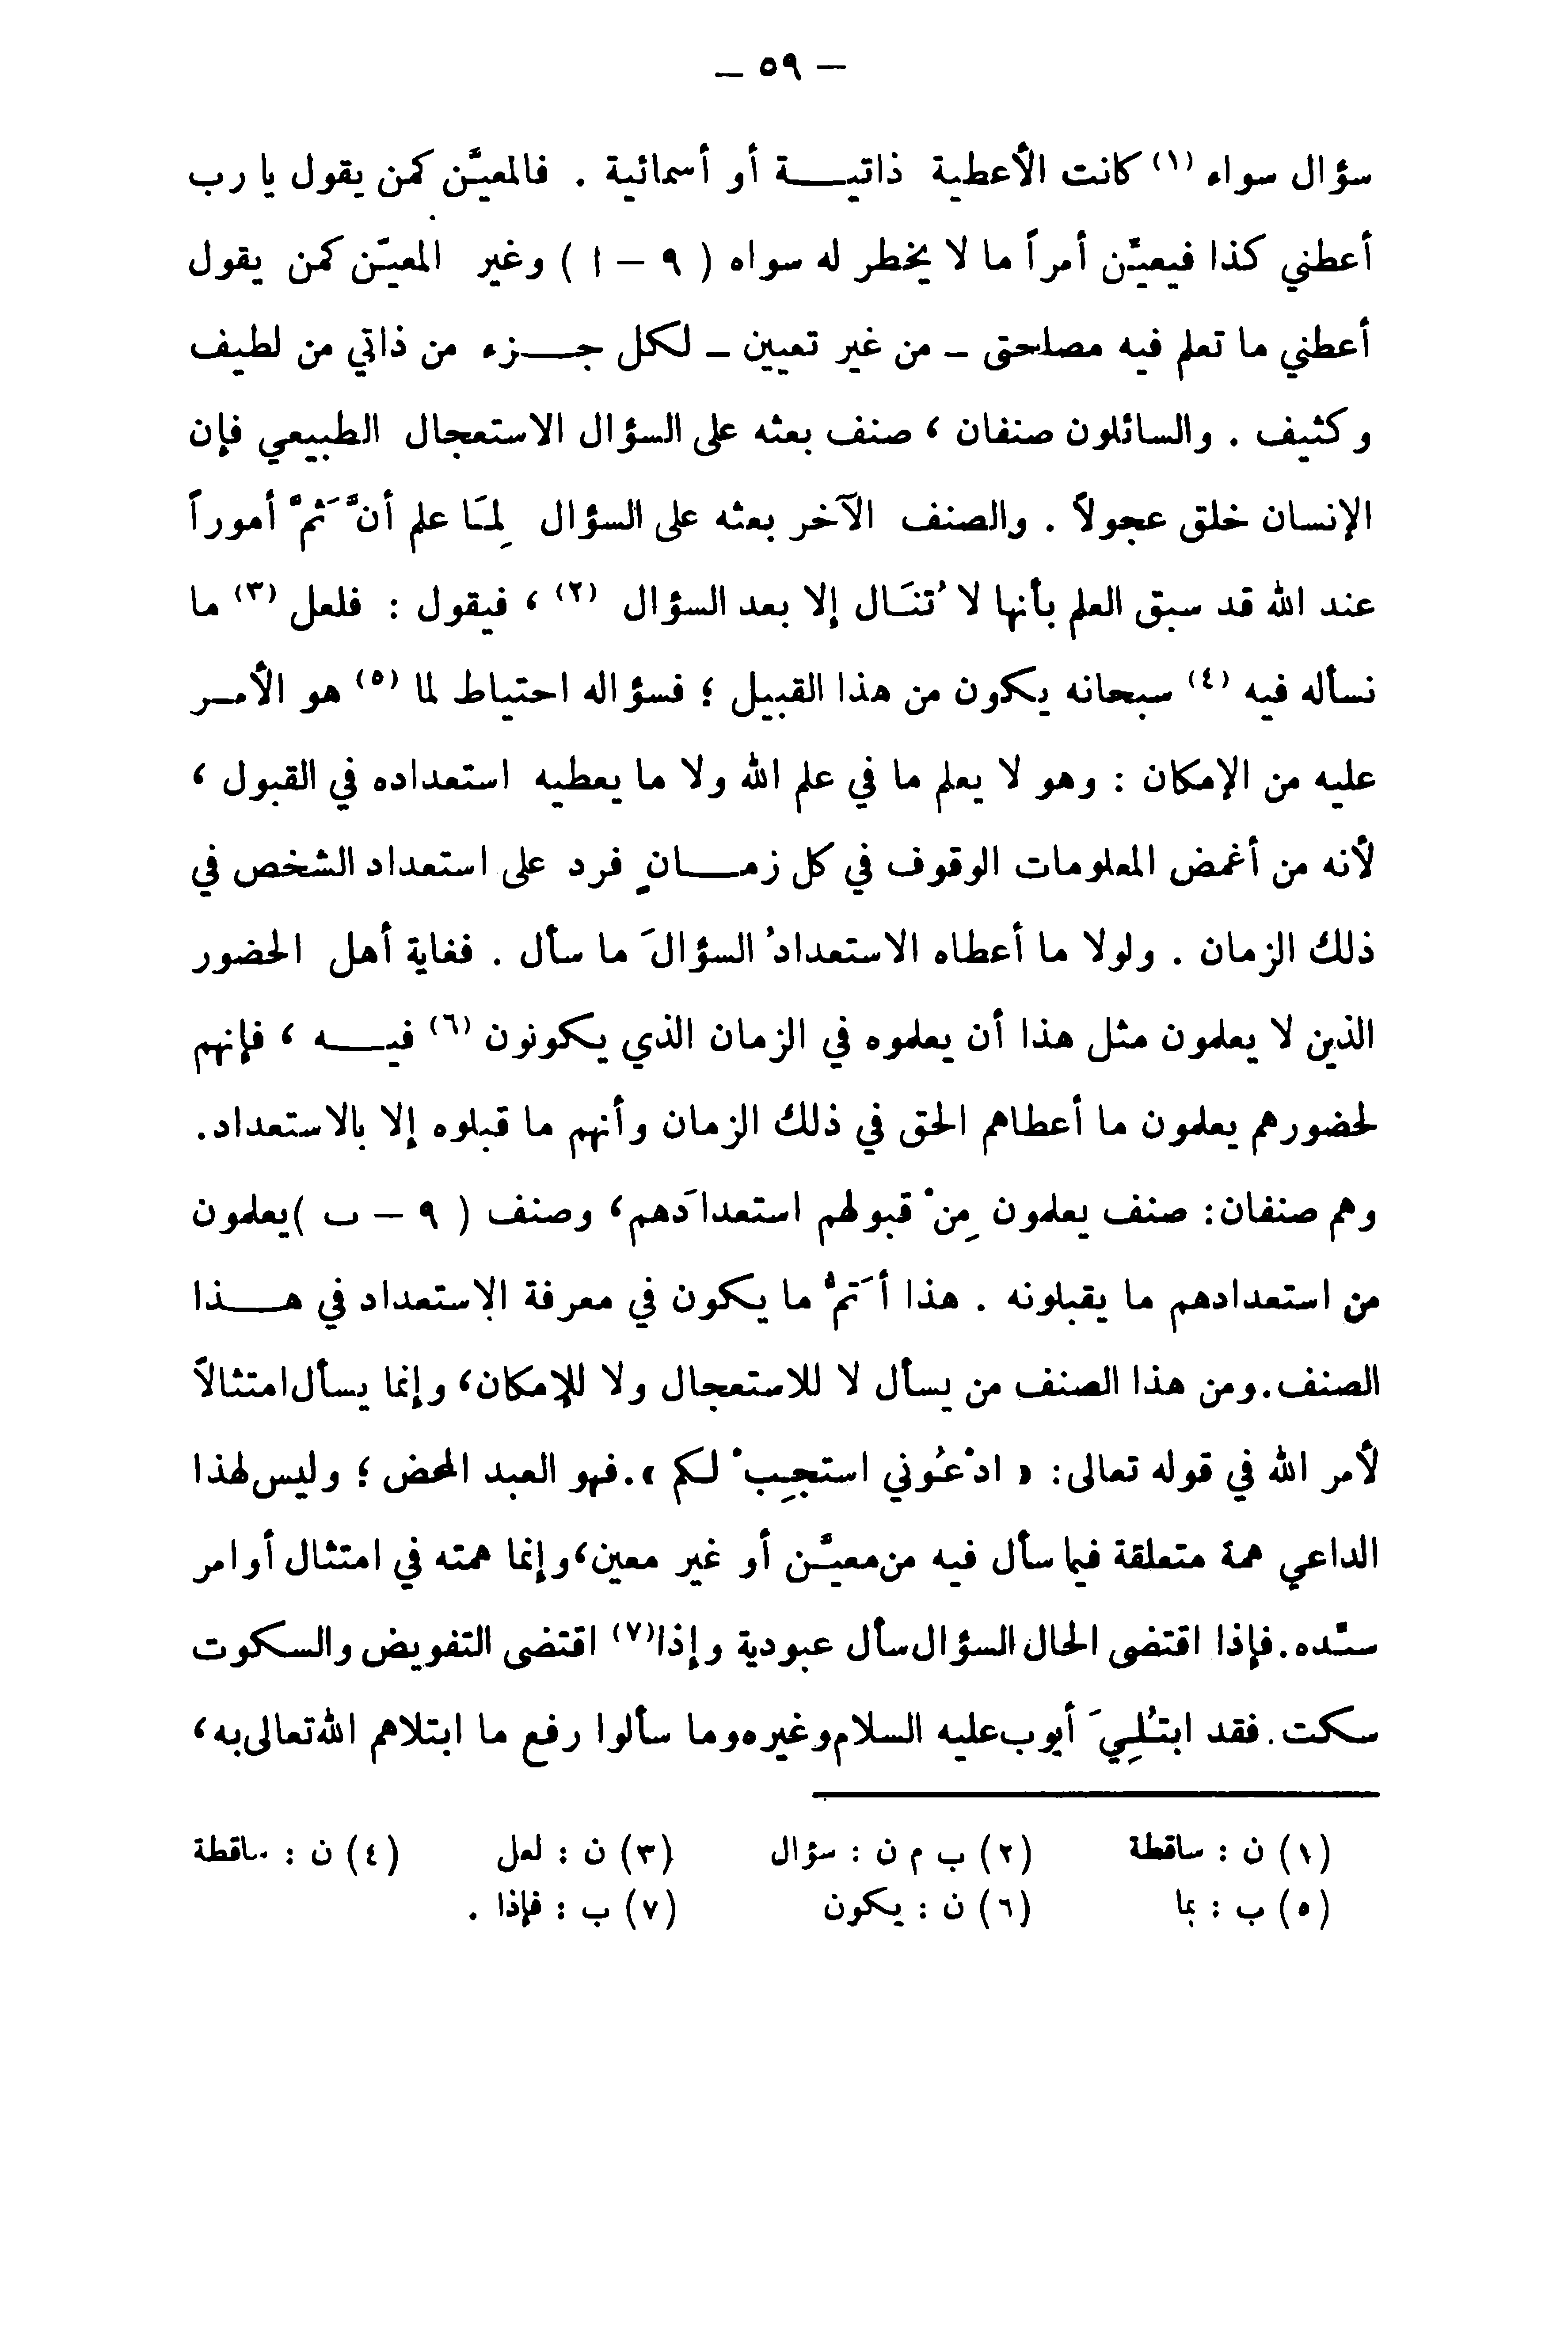 – ٥٩ –
سؤال سواء (١) كانت الأعطية ذاتيـة أو أسمائية . فالمعيَّن كمن يقول يا رب
أعطني كذا فيعيِّن أمراً ما لا يخطر له سواه ( ٩ – ا ) وغير المعيّن كمن يقول
أعطني ما تعلم فيه مصلحتي – من غير تعيين – لكل جـزء من ذاتي من لطيف
وكثيف . والسائلون صنفان ، صنف بعثه على السؤال الاستعجال الطبيعي فإن
الإنسان خلق عجولاً . والصنف الآخر بعثه على السؤال لِمَا علم أنَّ ثَمَّ أموراً
عند الله قد سبق العلم بأنها لا تُنَال إلا بعد السؤال (٢) ، فيقول : فلعل (٣) ما
نسأله فيه (٤) سبحانه يكون من هذا القبيل ؛ فسؤاله احتياط لما (٥) هو الأمـر
عليه من الإمكان : وهو لا يعلم ما في علم الله ولا ما يعطيه استعداده في القبول ،
لأنه من أغمض المعلومات الوقوف في كل زمـانٍ فرد على استعداد الشخص في
ذلك الزمان . ولولا ما أعطاه الاستعدادُ السؤالَ ما سأل . فغاية أهل الحضور
الذين لا يعلمون مثل هذا أن يعلموه في الزمان الذي يكونون (٦) فيـه ، فإنهم
لحضورهم يعلمون ما أعطاهم الحق في ذلك الزمان وأنهم ما قبلوه إلا بالاستعداد.
وهم صنفان: صنف يعلمون مِنْ قبولهم استعدادَهم، وصنف ( ٩ – ب )يعلمون
من استعدادهم ما يقبلونه . هذا أتَمُّ ما يكون في معرفة الاستعداد في هـذا
الصنف.ومن هذا الصنف من يسأل لا للاستعجال ولا للإمكان، وإنما يسأل امتثالاً
لأمر الله في قوله تعالى: « ادْعُوني استجِبْ لكم ».فهو العبد المحض ؛ وليس لهذا
الداعي همة متعلقة فيما سأل فيه من معيَّن أو غير معين،وإنما همته في امتثال أوامر
سيِّده.فإذا اقتضى الحال السؤال سأل عبودية وإذا(٧) اقتضى التفويض والسكوت
سكت. فقد ابتُلِيَ أيوب عليه السلام وغيره وما سألوا رفع ما ابتلاهم الله تعالى به ،
(١) ن : ساقطة (٢) ب م ن : سؤال (٣) ن : لعل (٤) ن : ساقطة
(٥) ب : بما (٦) ن : يكون (٧) ب : فإذا .